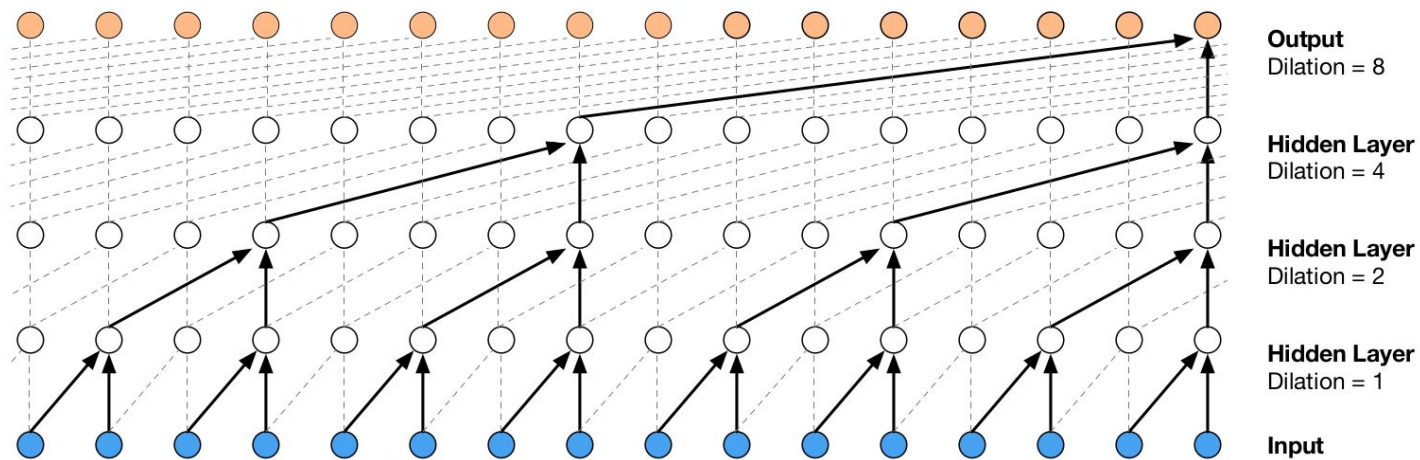 Output
Dilation = 8
Hidden Layer
Dilation = 4
Hidden Layer
Dilation = 2
Hidden Layer
Dilation = 1
Input